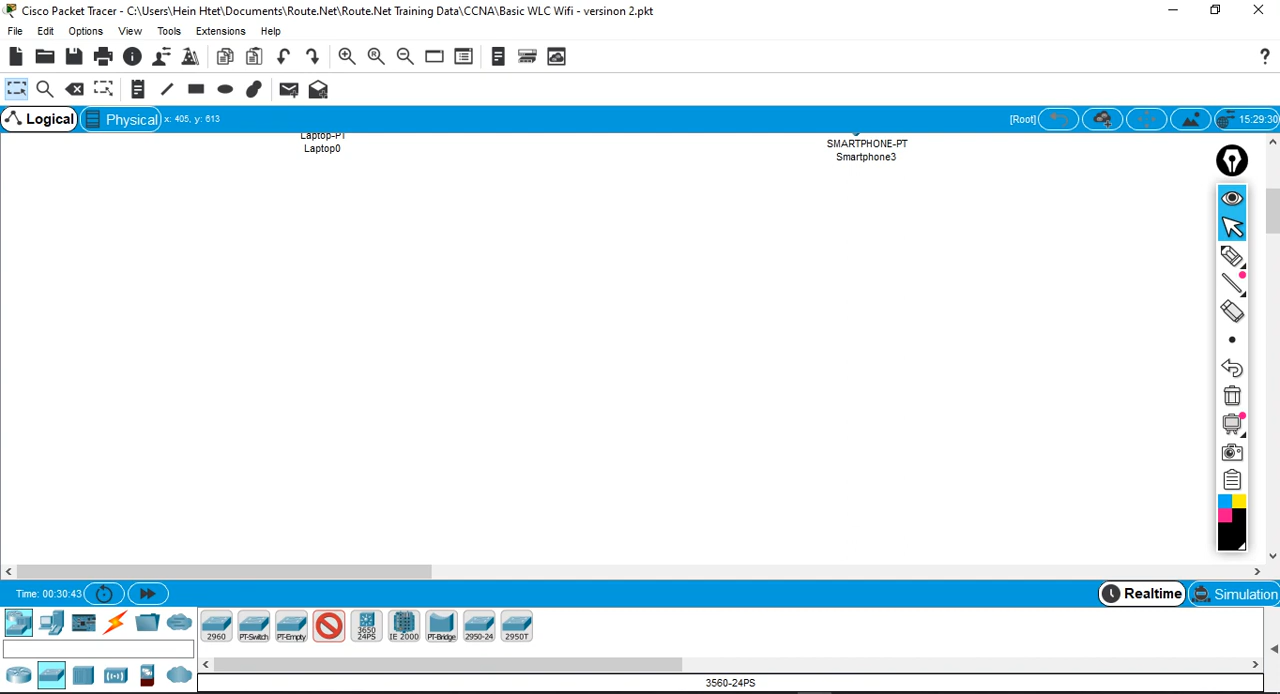 Cisco Packet Tracer - C:\Users\Hein Htet\Documents\Route.Net\Route.Net Training Data\CCNA\Basic WLC Wifi - versinon 2.pkt
File Edit Options View Tools Extensions Help
Logical Physical x: 405, y: 613 [Root] 15:29:30
Laptop-PT
Laptop0
SMARTPHONE-PT
Smartphone3
Time: 00:30:43 Realtime Simulation
2960 PT-Switch PT-Empty 3650 24PS IE 2000 PT-Bridge 2950-24 2950T
3560-24PS